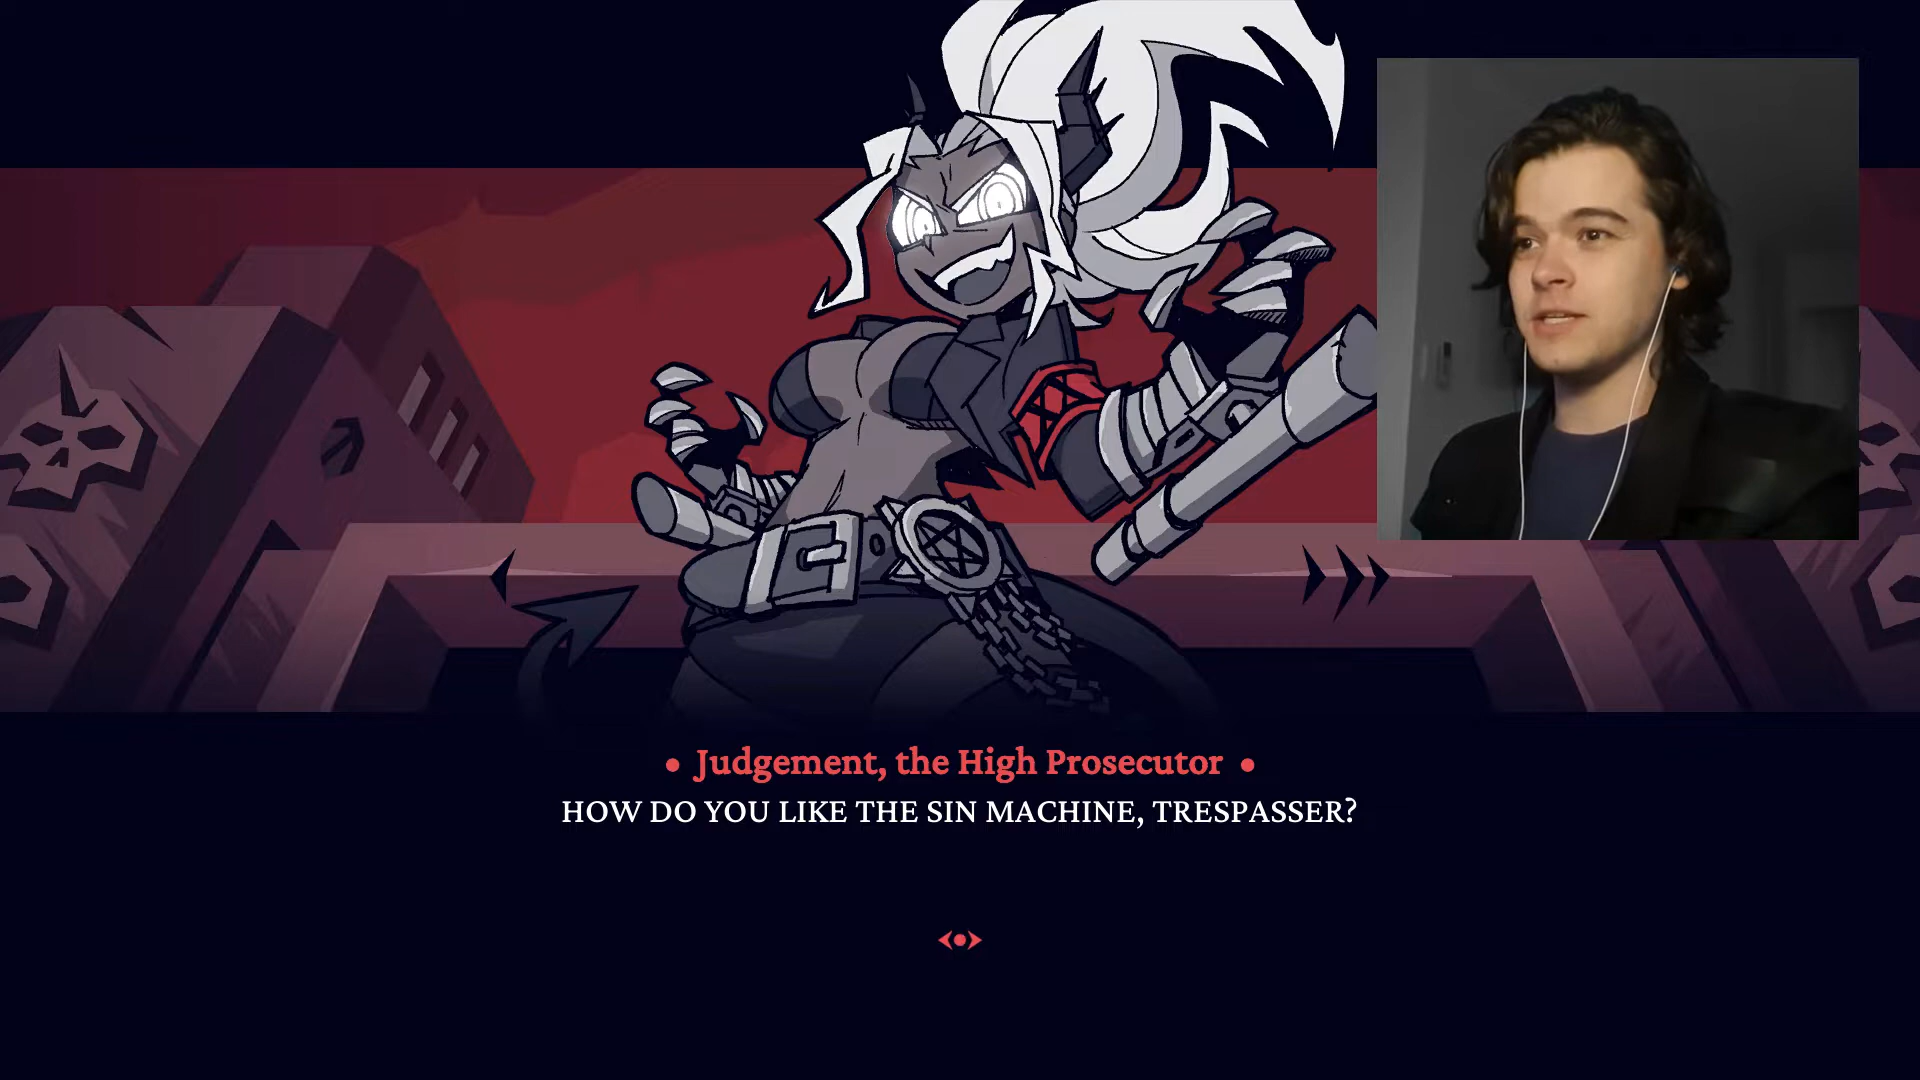 • Judgement, the High Prosecutor •
HOW DO YOU LIKE THE SIN MACHINE, TRESPASSER?